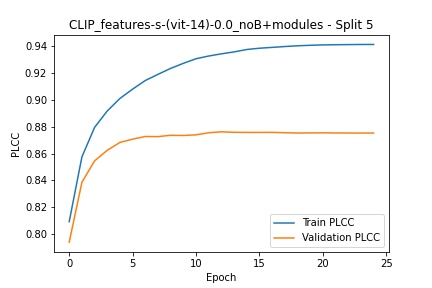 CLIP_features-s-(vit-14)-0.0_noB+modules - Split 5
0.94
0.92
0.90
0.88
0.86
0.84
0.82
0.80
PLCC
Train PLCC
Validation PLCC
0 5 10 15 20 25
Epoch